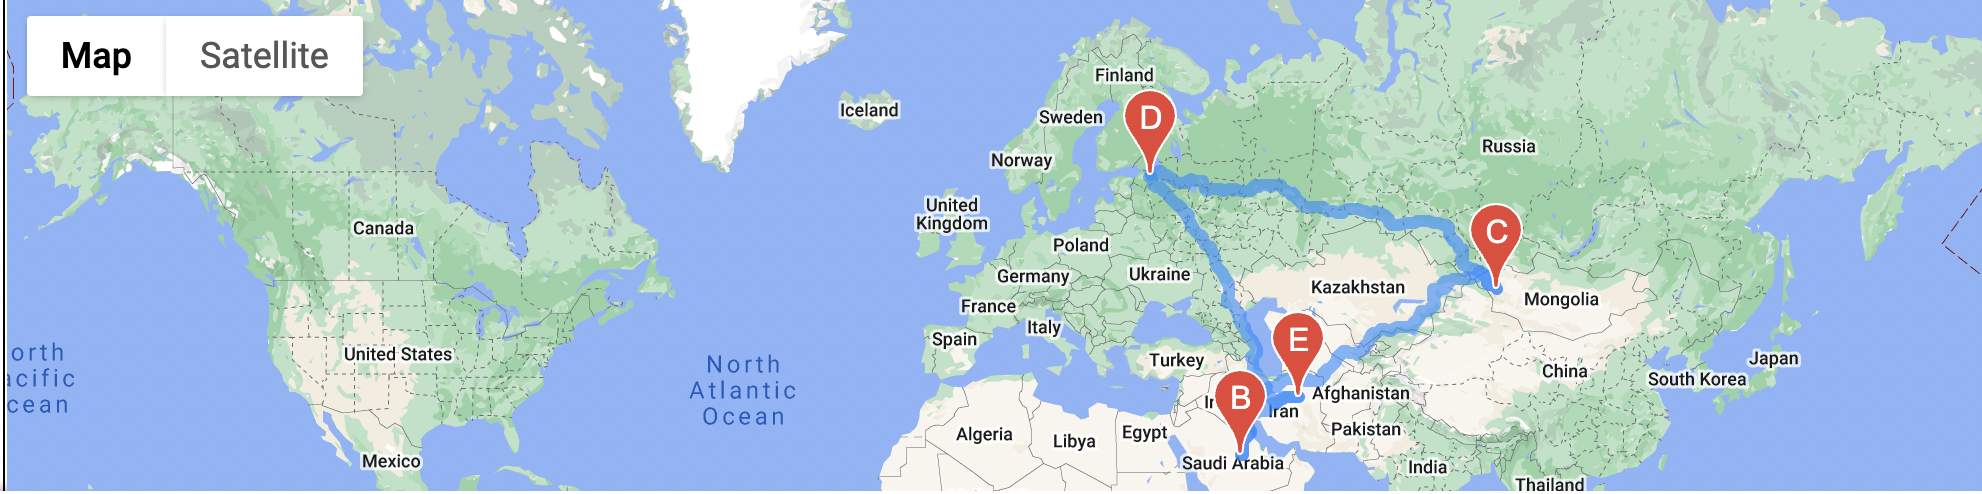 Map
Satellite
Finland
Iceland
D
Sweden
Russia
Norway
United
Kingdom
C
Canada
Poland
Ukraine
Germany
Kazakhstan
Mongolia
France
Italy
E
Spain
orth
acific
cean
United States
North
Atlantic
Ocean
Turkey
Japan
China
South Korea
B
Afghanistan
Ir
Iran
Algeria
Libya
Egypt
Pakistan
Mexico
Saudi Arabia
India
Thailand